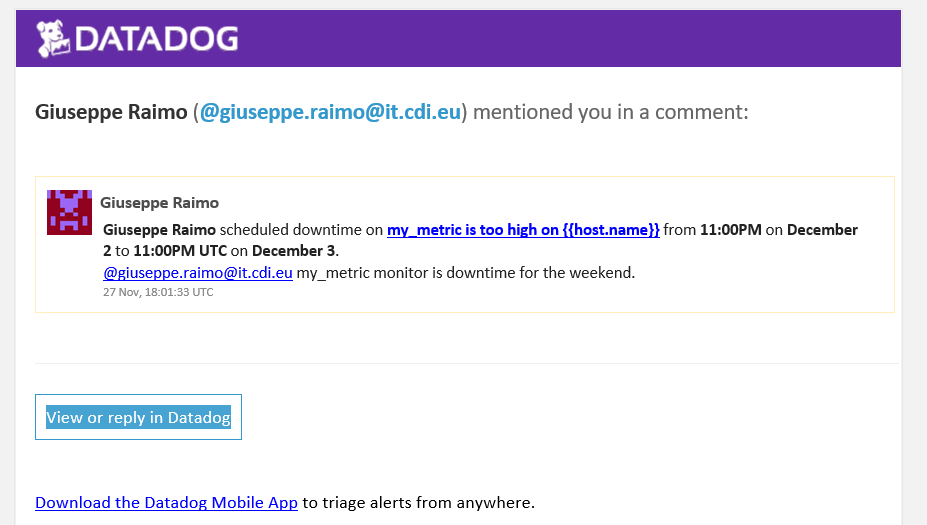 DATADOG
Giuseppe Raimo (@giuseppe.raimo@it.cdi.eu) mentioned you in a comment:
Giuseppe Raimo
Giuseppe Raimo scheduled downtime on my_metric is too high on {{host.name}} from 11:00PM on December
2 to 11:00PM UTC on December 3.
@giuseppe.raimo@it.cdi.eu my_metric monitor is downtime for the weekend.
27 Nov, 18:01:33 UTC
View or reply in Datadog
Download the Datadog Mobile App to triage alerts from anywhere.